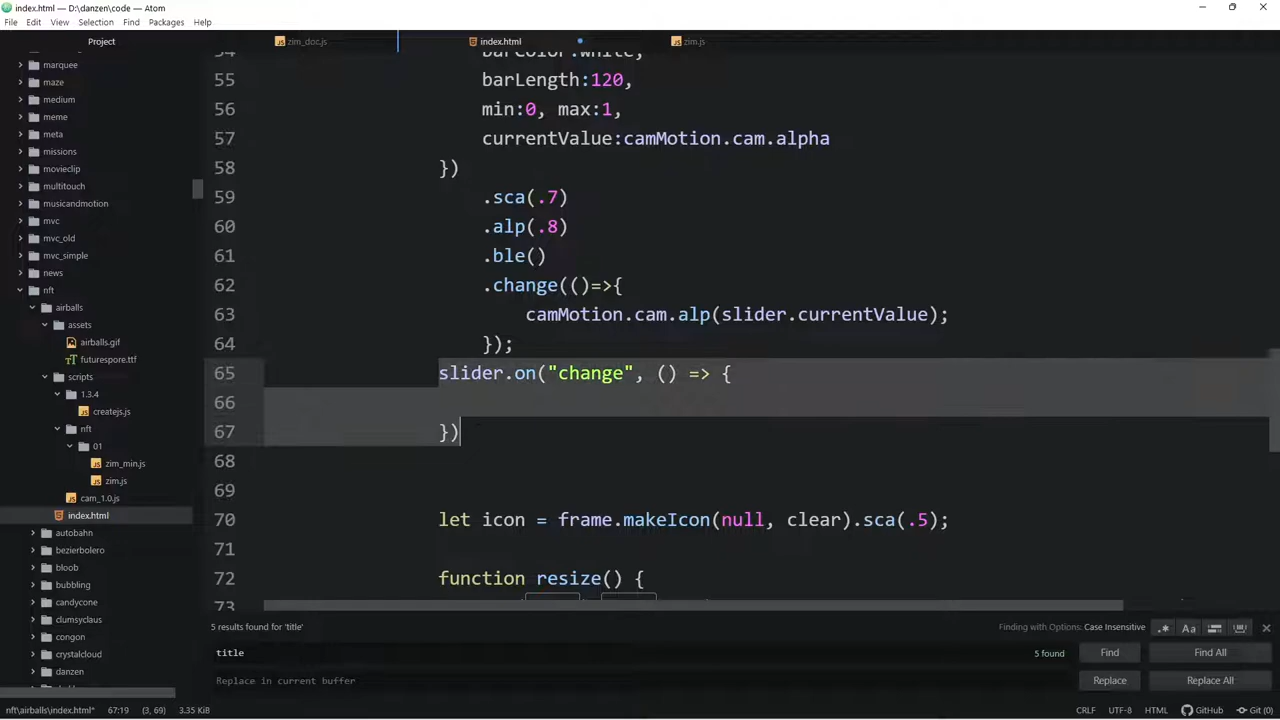 index.html — D:\danzen\code — Atom
File Edit View Selection Find Packages Help
Project
zim_doc.js
index.html
zim.js
marquee
maze
medium
meme
meta
missions
movieclip
multitouch
musicandmotion
mvc
mvc_old
mvc_simple
news
nft
airballs
assets
airballs.gif
futurespore.ttf
scripts
1.3.4
createjs.js
nft
01
zim_min.js
zim.js
cam_1.0.js
index.html
autobahn
bezierbolero
bloob
bubbling
candycone
clumsyclaus
congon
crystalcloud
danzen
54 barColor:white,
55 barLength:120,
56 min:0, max:1,
57 currentValue:camMotion.cam.alpha
58 })
59 .sca(.7)
60 .alp(.8)
61 .ble()
62 .change(()=>{
63 camMotion.cam.alp(slider.currentValue);
64 });
65 slider.on("change", () => {
66
67 })
68
69
70 let icon = frame.makeIcon(null, clear).sca(.5);
71
72 function resize() {
73
5 results found for 'title'
Finding with Options: Case Insensitive
.* Aa
title
5 found
Find
Find All
Replace in current buffer
Replace
Replace All
nft\airballs\index.html* 67:19 (3, 69) 3.35 KiB
CRLF UTF-8 HTML GitHub Git (0)